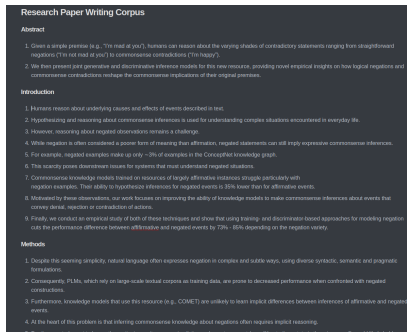 Research Paper Writing Corpus
Abstract
1. Given a simple premise (e.g., "I'm mad at you"), humans can reason about the varying shades of contradictory statements ranging from straightforward
negations ("I'm not mad at you") to commonsense contradictions ("I'm happy").
2. We then present joint generative and discriminative inference models for this new resource, providing novel empirical insights on how logical negations and
commonsense contradictions reshape the commonsense implications of their original premises.
Introduction
1. Humans reason about underlying causes and effects of events described in text.
2. Hypothesizing and reasoning about commonsense inferences is used for understanding complex situations encountered in everyday life.
3. However, reasoning about negated observations remains a challenge.
4. While negation is often considered a poorer form of meaning than affirmation, negated statements can still imply expressive commonsense inferences.
5. For example, negated examples make up only ~3% of examples in the ConceptNet knowledge graph.
6. This scarcity poses downstream issues for systems that must understand negated situations.
7. Commonsense knowledge models trained on resources of largely affirmative instances struggle particularly with
negation examples. Their ability to hypothesize inferences for negated events is 35% lower than for affirmative events.
8. Motivated by these observations, our work focuses on improving the ability of knowledge models to make commonsense inferences about events that
convey denial, rejection or contradiction of actions.
9. Finally, we conduct an empirical study of both of these techniques and show that using training- and discriminator-based approaches for modeling negation
cuts the performance difference between affirmative and negated events by 73% - 85% depending on the negation variety.
Methods
1. Despite this seeming simplicity, natural language often expresses negation in complex and subtle ways, using diverse syntactic, semantic and pragmatic
formulations.
2. Consequently, PLMs, which rely on large-scale textual corpora as training data, are prone to decreased performance when confronted with negated
constructions.
3. Furthermore, knowledge models that use this resource (e.g., COMET) are unlikely to learn implicit differences between inferences of affirmative and negated
events
4. At the heart of this problem is that inferring commonsense knowledge about negations often requires implicit reasoning.